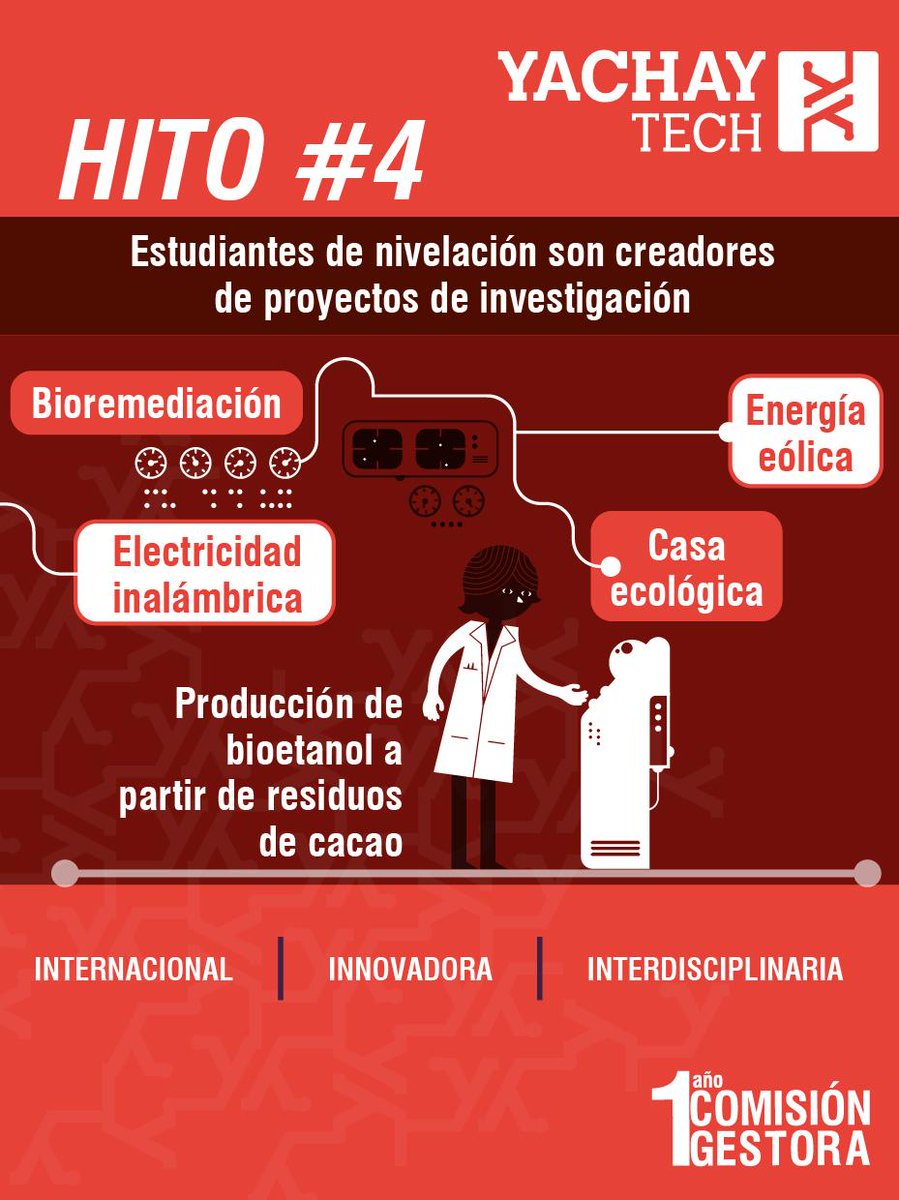 YACHAY
TECH
HITO #4
Estudiantes de nivelación son creadores
de proyectos de investigación
Bioremediación
Energía
eólica
Electricidad
inalámbrica
Casa
ecológica
Producción de
bioetanol a
partir de residuos
de cacao
INTERNACIONAL
INNOVADORA
INTERDISCIPLINARIA
1 año
COMISIÓN
GESTORA